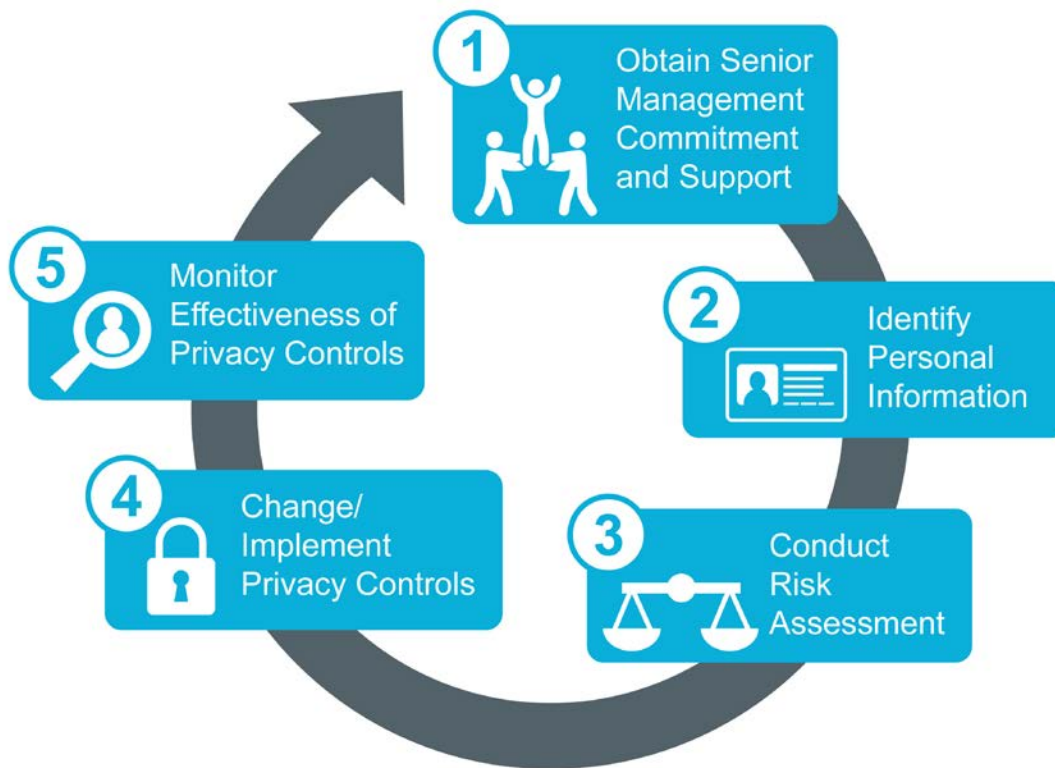 1
Obtain Senior
Management
Commitment
and Support
2
Identify
Personal
Information
3
Conduct
Risk
Assessment
4
Change/
Implement
Privacy Controls
5
Monitor
Effectiveness of
Privacy Controls